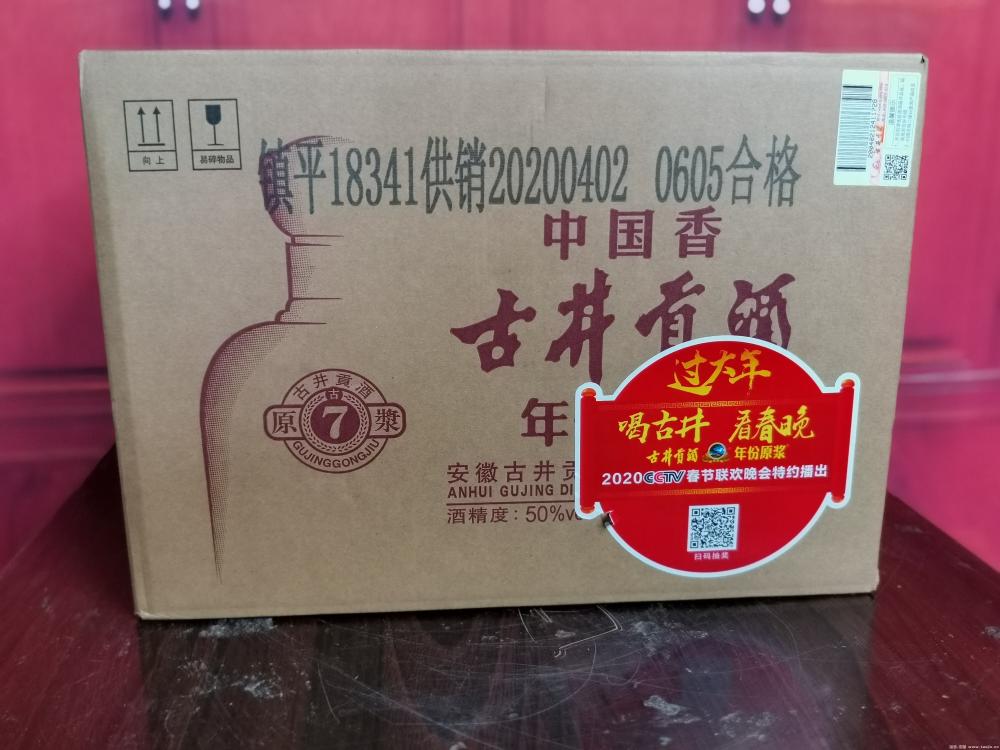 向上
易碎物品
镇平18341供销20200402 0605合格
中国香
古井贡酒
年
古井贡酒
古
原7漿
GUJINGGONGJIU
安徽古井贡
ANHUI GUJING DI
酒精度：50%vo
过大年
喝古井 看春晚
古井贡酒 年份原浆
2020CCTV春节联欢晚会特约播出
扫码抽奖